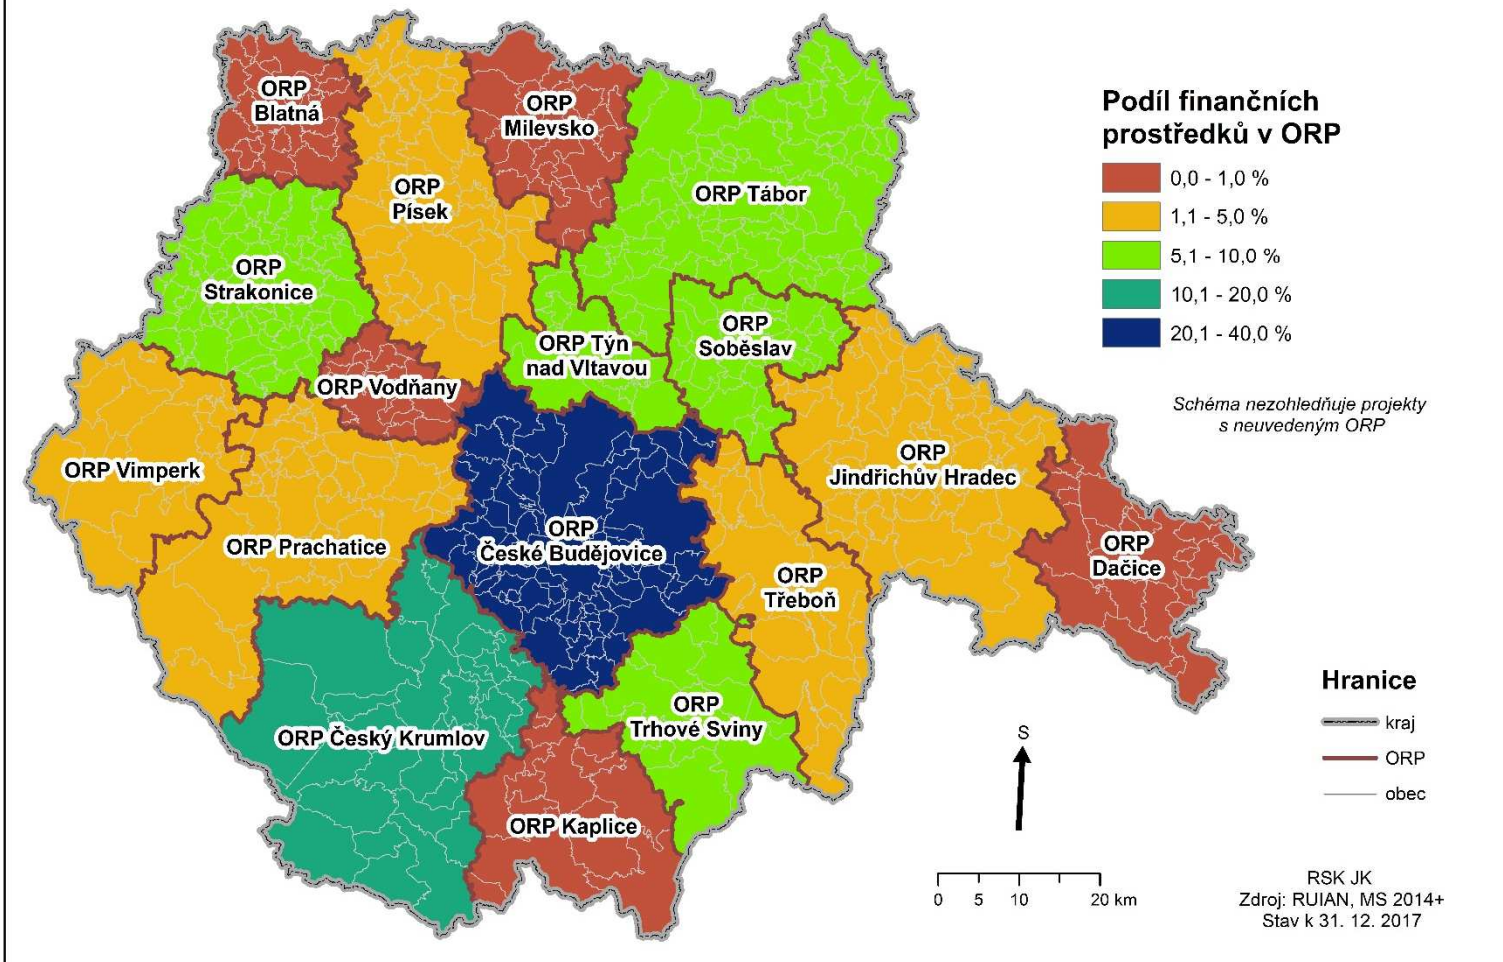 ORP
Blatná
ORP
Milevsko
ORP
Písek
ORP Tábor
ORP
Strakonice
ORP Týn
nad Vltavou
ORP
Soběslav
ORP Vodňany
ORP Vimperk
ORP
Jindřichův Hradec
ORP Prachatice
ORP
České Budějovice
ORP
Dačice
ORP
Třeboň
ORP
Trhové Sviny
ORP Český Krumlov
ORP Kaplice
Podíl finančních
prostředků v ORP
0,0 - 1,0 %
1,1 - 5,0 %
5,1 - 10,0 %
10,1 - 20,0 %
20,1 - 40,0 %
Schéma nezohledňuje projekty
s neuvedeným ORP
Hranice
kraj
ORP
obec
S
0 5 10 20 km
RSK JK
Zdroj: RUIAN, MS 2014+
Stav k 31. 12. 2017